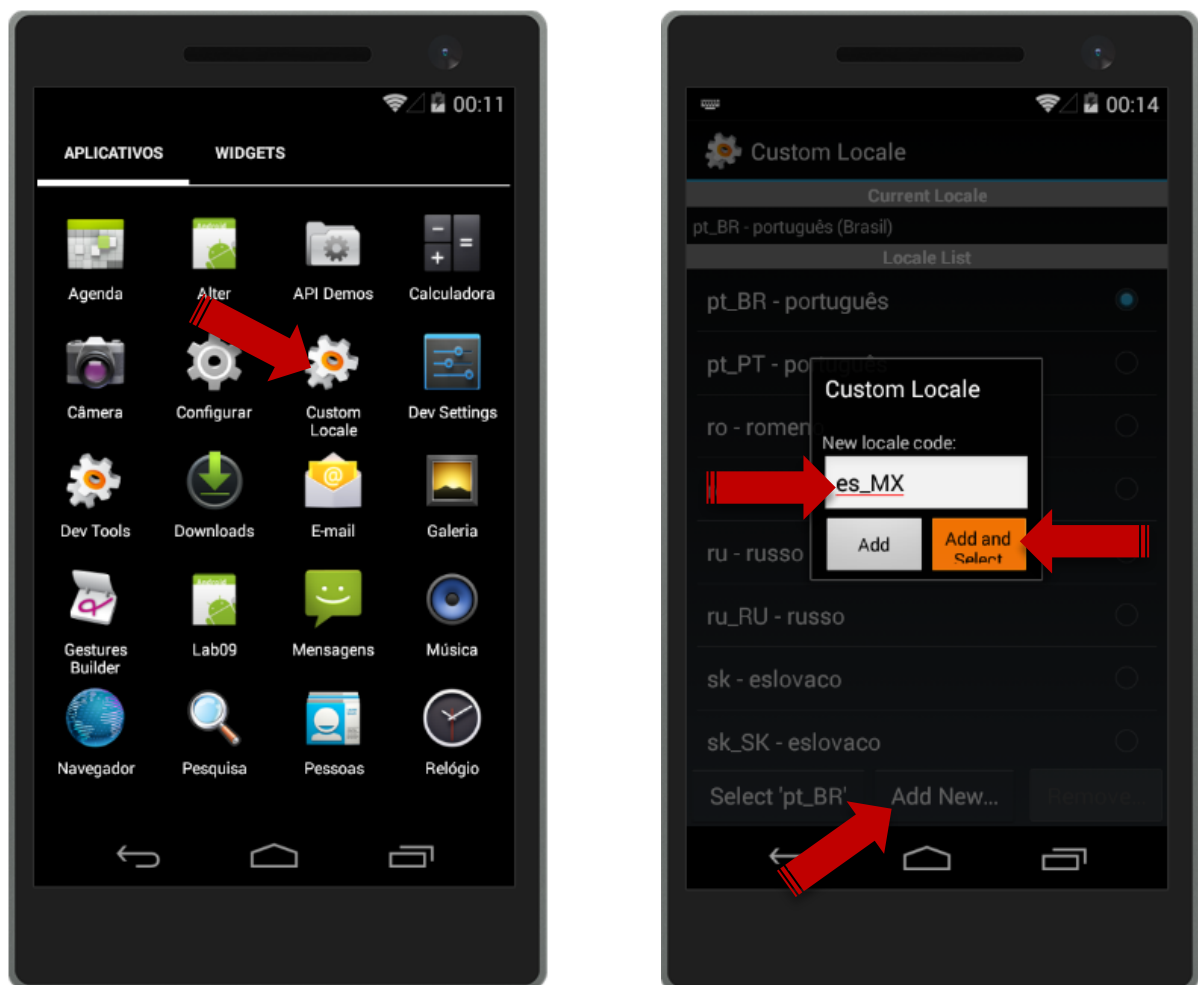 00:11
APLICATIVOS WIDGETS
Agenda Alter API Demos Calculadora
Câmera Configurar Custom Locale Dev Settings
Dev Tools Downloads E-mail Galeria
Gestures Builder Lab09 Mensagens Música
Navegador Pesquisa Pessoas Relógio
00:14
Custom Locale
Current Locale
pt_BR - português (Brasil)
Locale List
pt_BR - português
pt_PT - português
ro - romeno
ru - russo
ru_RU - russo
sk - eslovaco
sk_SK - eslovaco
Select 'pt_BR' Add New... Remove...
Custom Locale
New locale code:
es_MX
Add
Add and
Select